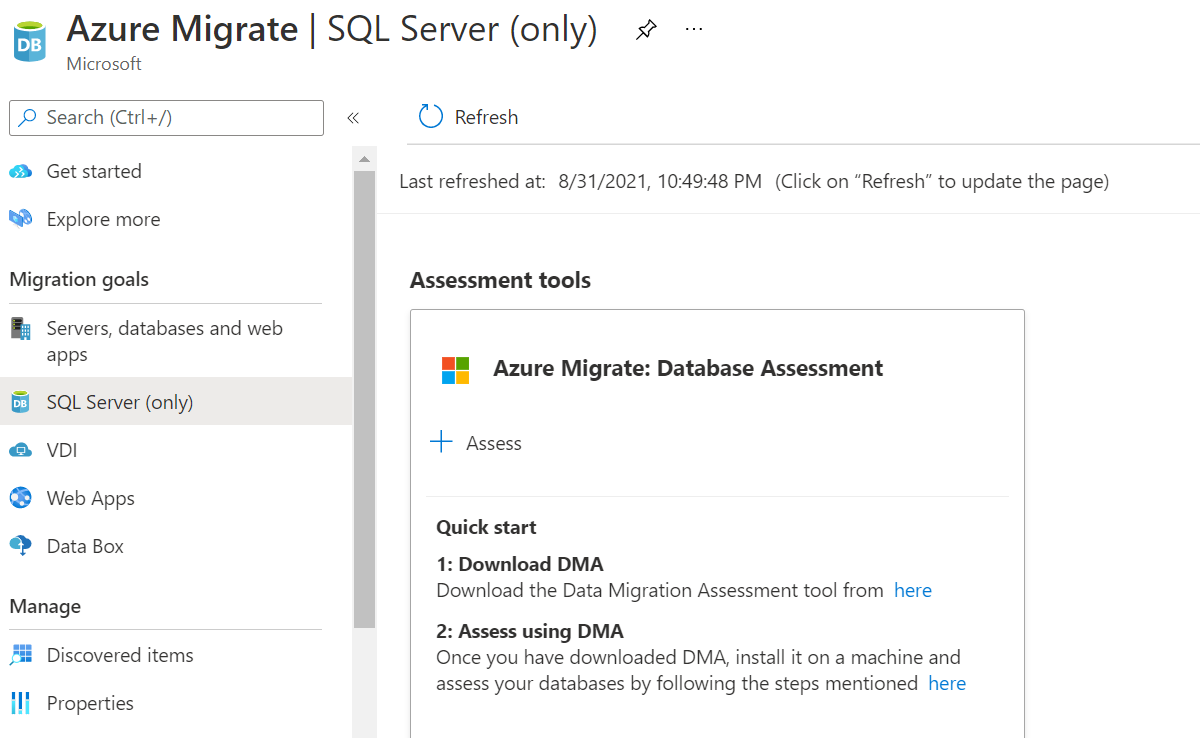 Azure Migrate | SQL Server (only)
Microsoft
Search (Ctrl+/)
Get started
Explore more
Migration goals
Servers, databases and web
apps
DB SQL Server (only)
VDI
Web Apps
Data Box
Manage
Discovered items
Properties
Refresh
Last refreshed at: 8/31/2021, 10:49:48 PM (Click on “Refresh” to update the page)
Assessment tools
Azure Migrate: Database Assessment
Assess
Quick start
1: Download DMA
Download the Data Migration Assessment tool from here
2: Assess using DMA
Once you have downloaded DMA, install it on a machine and
assess your databases by following the steps mentioned here